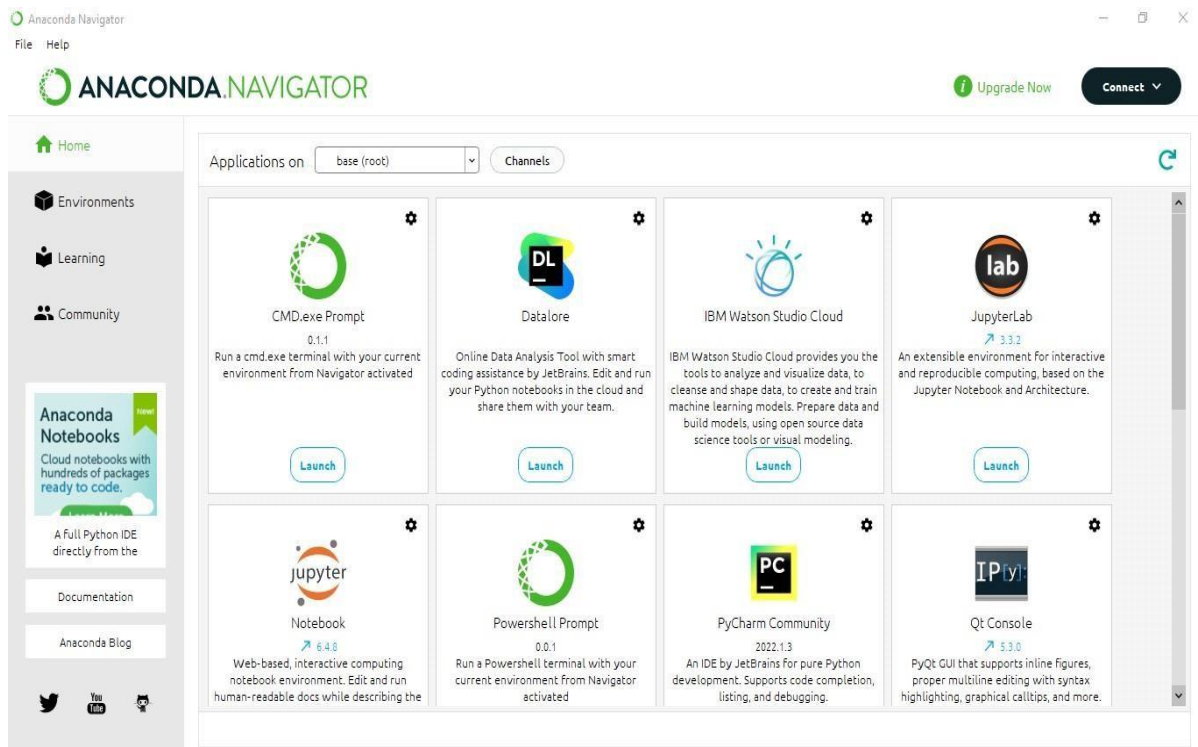 Anaconda Navigator
File Help
ANACONDA.NAVIGATOR
Upgrade Now
Connect
Home
Environments
Learning
Community
Anaconda
Notebooks
New!
Cloud notebooks with
hundreds of packages
ready to code.
Learn More
A full Python IDE
directly from the
Documentation
Anaconda Blog
You
Tube
Applications on base (root) Channels
CMD.exe Prompt
0.1.1
Run a cmd.exe terminal with your current
environment from Navigator activated
Launch
DL
Datalore
Online Data Analysis Tool with smart
coding assistance by JetBrains. Edit and run
your Python notebooks in the cloud and
share them with your team.
Launch
IBM Watson Studio Cloud
IBM Watson Studio Cloud provides you the
tools to analyze and visualize data, to
cleanse and shape data, to create and train
machine learning models. Prepare data and
build models, using open source data
science tools or visual modeling.
Launch
lab
JupyterLab
3.3.2
An extensible environment for interactive
and reproducible computing, based on the
Jupyter Notebook and Architecture.
Launch
jupyter
Notebook
6.4.8
Web-based, interactive computing
notebook environment. Edit and run
human-readable docs while describing the
Powershell Prompt
0.0.1
Run a Powershell terminal with your
current environment from Navigator
activated
PC
PyCharm Community
2022.1.3
An IDE by JetBrains for pure Python
development. Supports code completion,
listing, and debugging.
IP[y]:
Qt Console
5.3.0
PyQt GUI that supports inline figures,
proper multiline editing with syntax
highlighting, graphical calltips, and more.